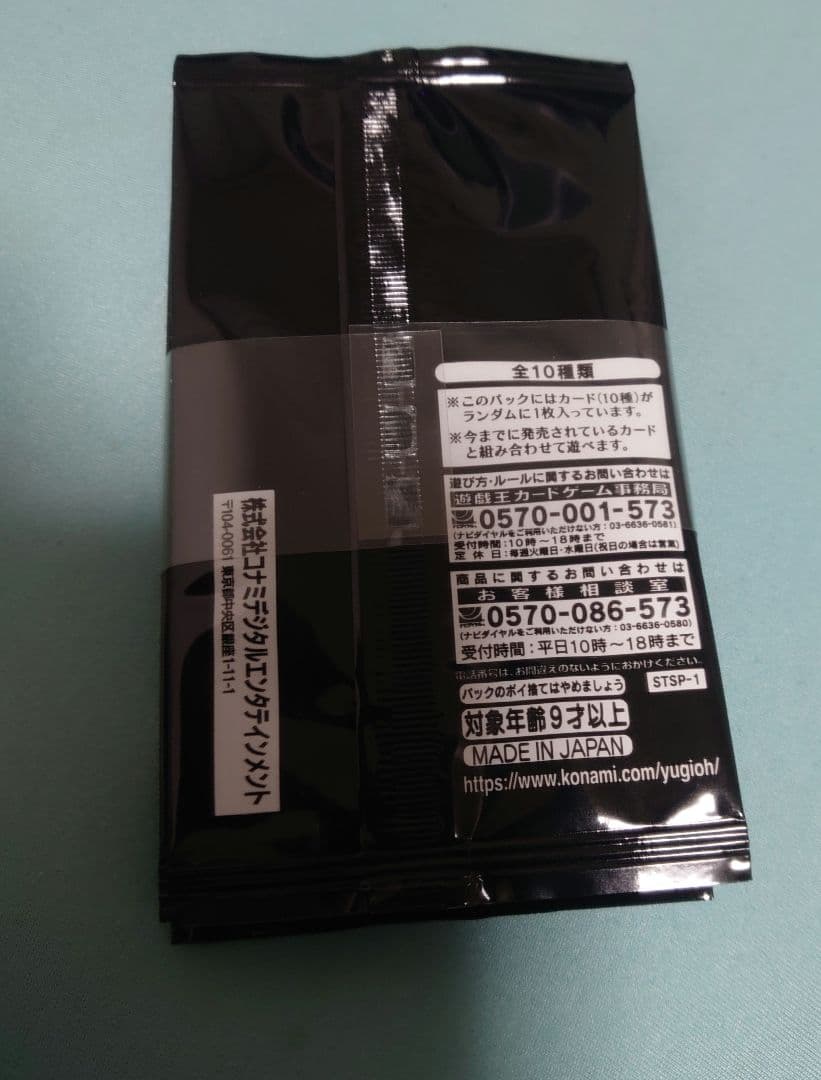 全10種類
※このパックにはカード(10種)が
ランダムに1枚入っています。
※今までに発売されているカード
と組み合わせて遊べます。
遊び方・ルールに関するお問い合わせは
遊戯王カードゲーム事務局
0570-001-573
(ナビダイヤルをご利用いただけない方:03-6636-0581)
受付時間:10時〜18時まで
定休日:毎週火曜日・水曜日(祝日の場合は営業)
商品に関するお問い合わせは
お客様相談室
0570-086-573
(ナビダイヤルをご利用いただけない方:03-6636-0580)
受付時間:平日10時〜18時まで
電話番号は、お間違えのないようにおかけください。
パックのポイ捨てはやめましょう
STSP-1
対象年齢9才以上
MADE IN JAPAN
https://www.konami.com/yugioh/
株式会社コナミデジタルエンタテインメント
〒104-0061 東京都中央区銀座1-11-1